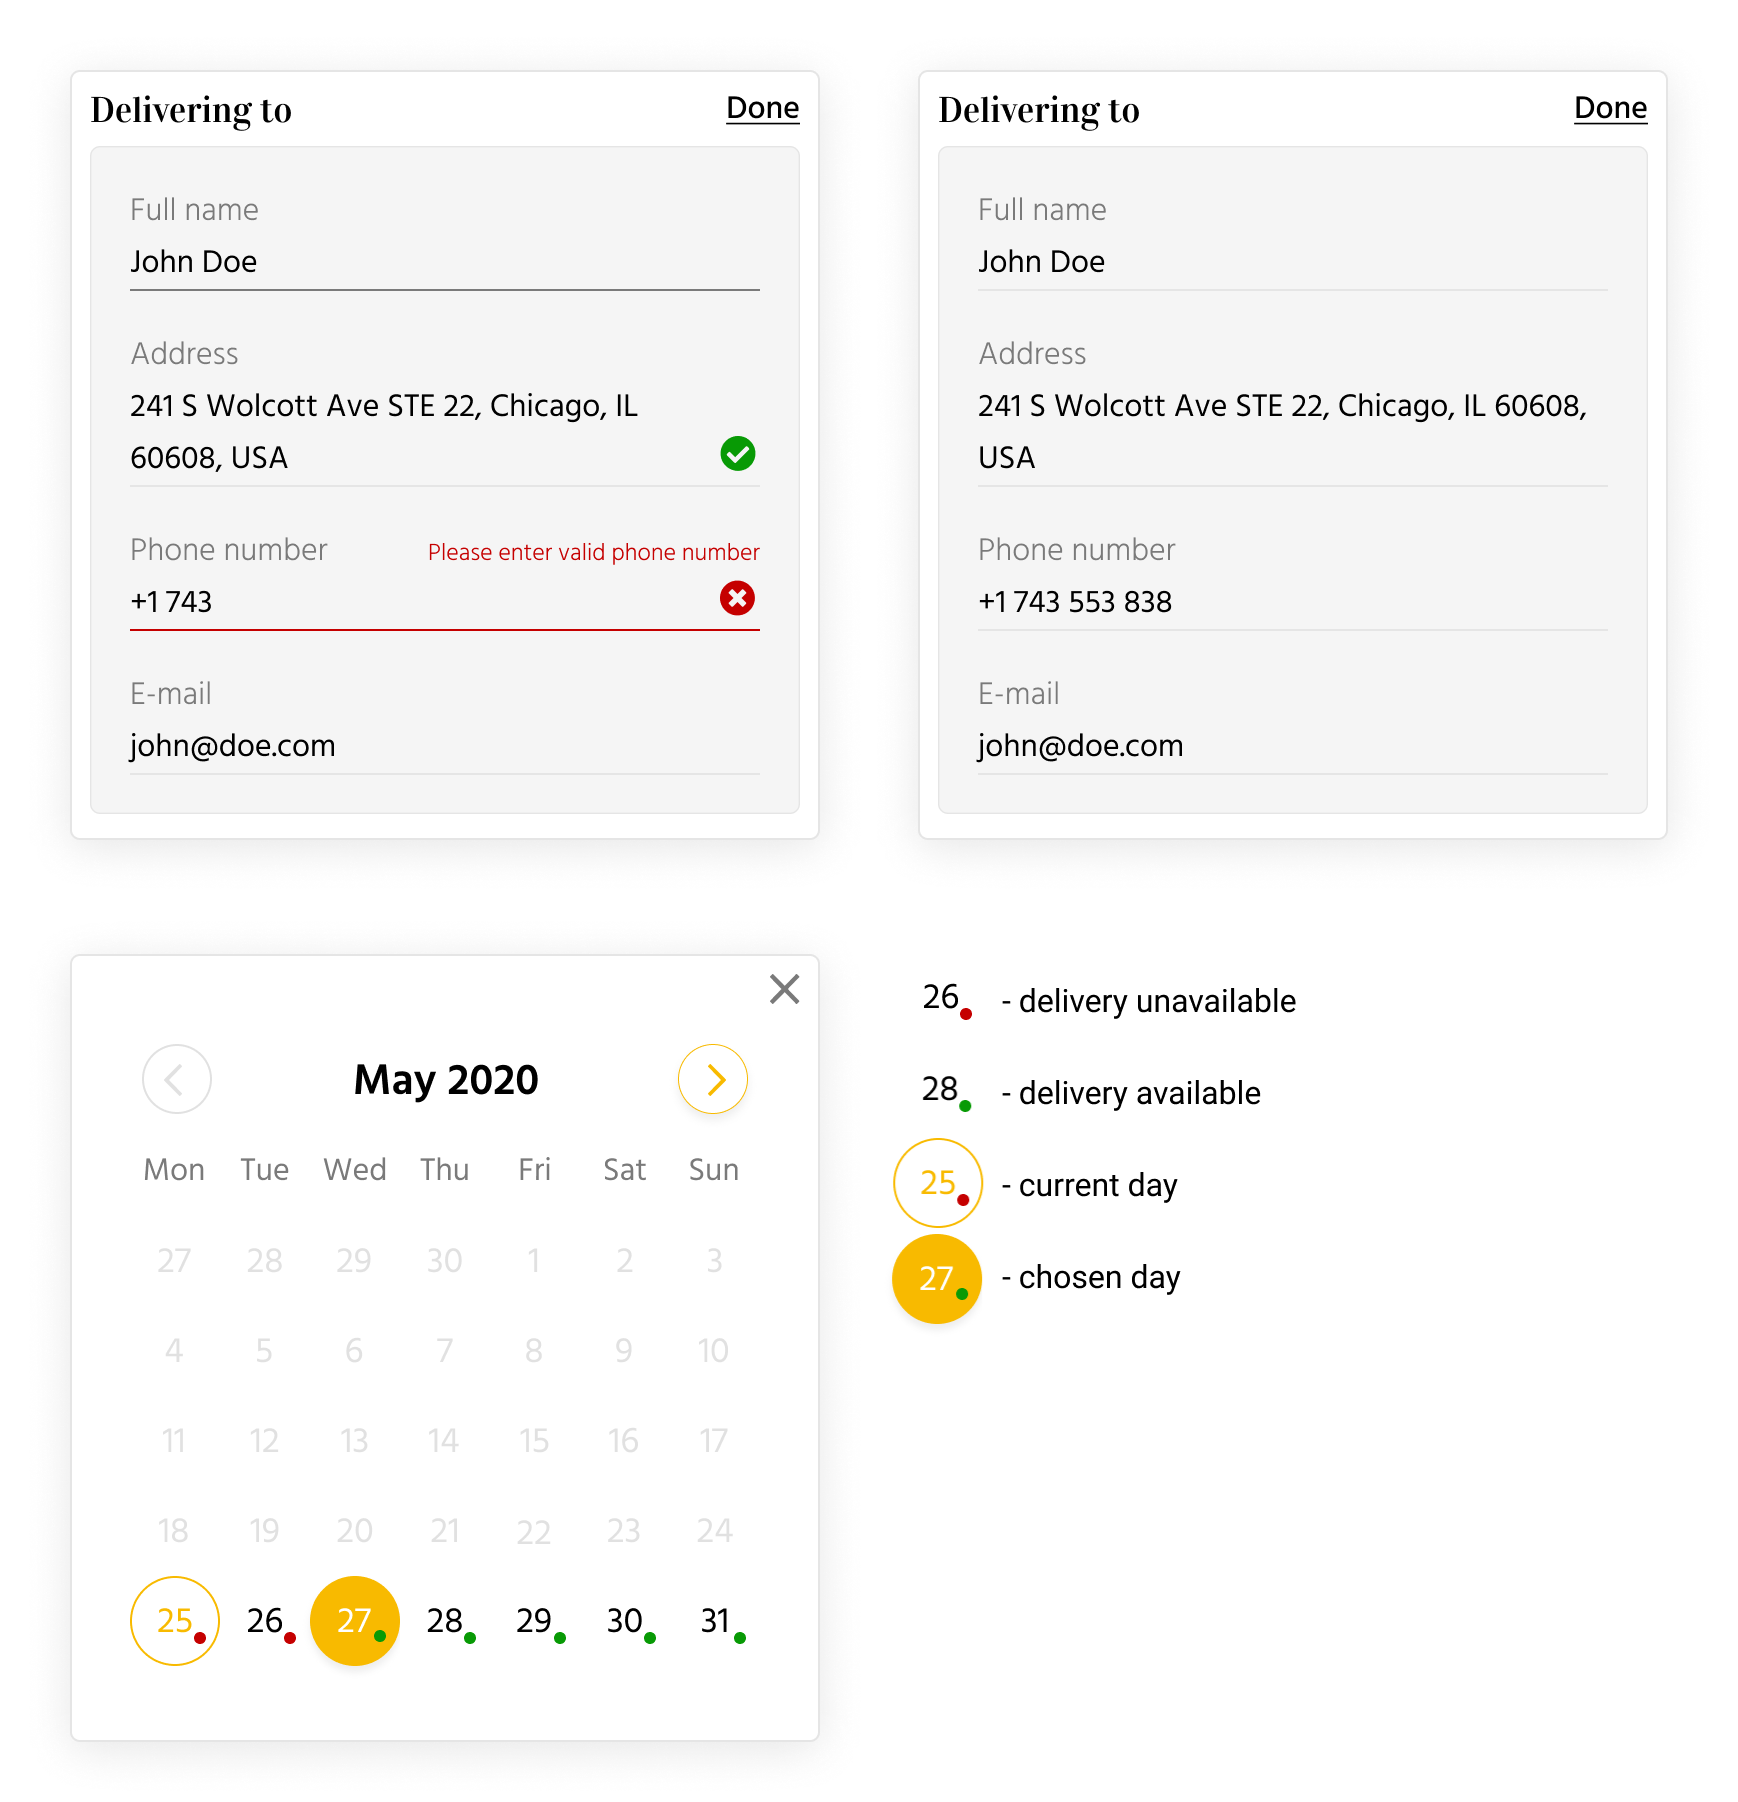 Delivering to
Done
Full name
John Doe
Address
241 S Wolcott Ave STE 22, Chicago, IL
60608, USA
Phone number
Please enter valid phone number
+1 743
E-mail
john@doe.com
Delivering to
Done
Full name
John Doe
Address
241 S Wolcott Ave STE 22, Chicago, IL 60608,
USA
Phone number
+1 743 553 838
E-mail
john@doe.com
May 2020
Mon Tue Wed Thu Fri Sat Sun
27 28 29 30 1 2 3
4 5 6 7 8 9 10
11 12 13 14 15 16 17
18 19 20 21 22 23 24
25 26 27 28 29 30 31
26 - delivery unavailable
28 - delivery available
25 - current day
27 - chosen day